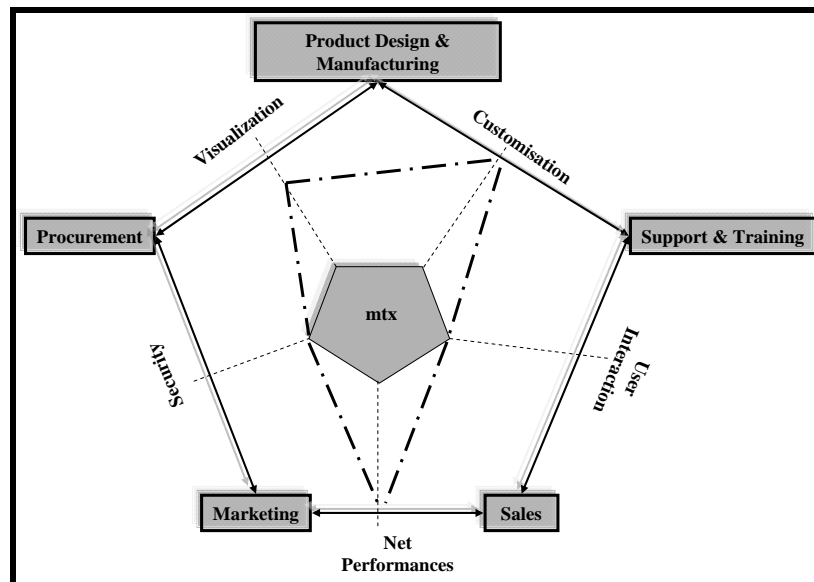 Product Design &
Manufacturing
Visualization
Customisation
Procurement
Support & Training
mtx
Security
User
Interaction
Marketing
Sales
Net
Performances